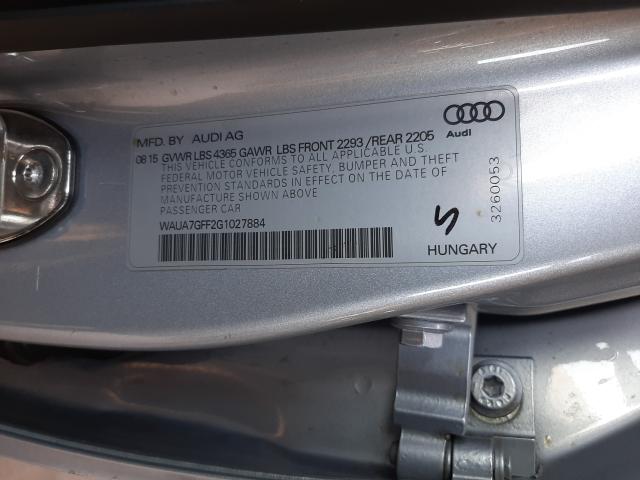 MFD. BY AUDI AG
08 15 GVWR LBS 4365 GAWR LBS FRONT 2293 / REAR 2205
THIS VEHICLE CONFORMS TO ALL APPLICABLE U.S.
FEDERAL MOTOR VEHICLE SAFETY, BUMPER AND THEFT
PREVENTION STANDARDS IN EFFECT ON THE DATE OF
MANUFACTURE SHOWN ABOVE
PASSENGER CAR
WAUA7GFF2G1027884
Audi
3260053
HUNGARY